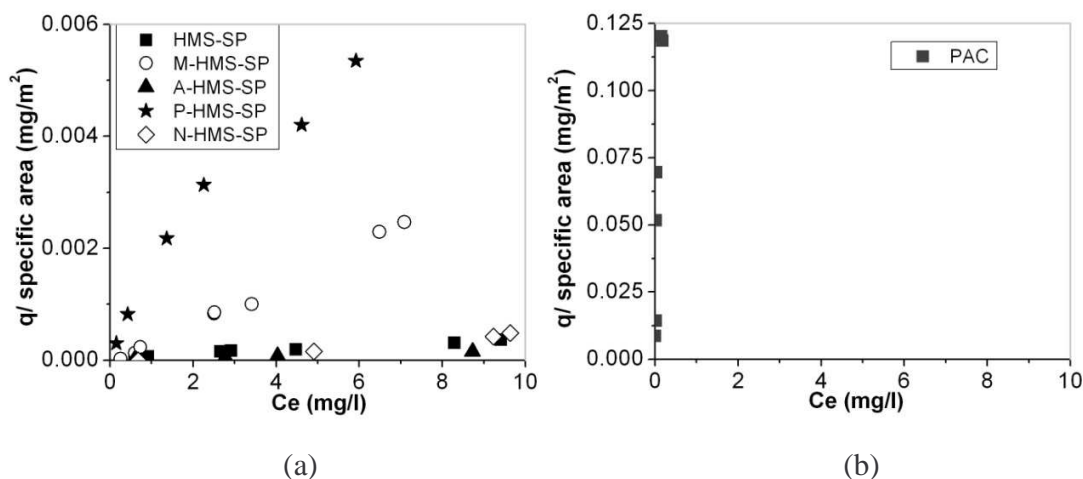 0.006
0.004
0.002
0.000
q/ specific area (mg/m²)
HMS-SP
M-HMS-SP
A-HMS-SP
P-HMS-SP
N-HMS-SP
0 2 4 6 8 10
Ce (mg/l)
(a)
0.125
0.100
0.075
0.050
0.025
0.000
q/ specific area (mg/m²)
PAC
0 2 4 6 8 10
Ce (mg/l)
(b)